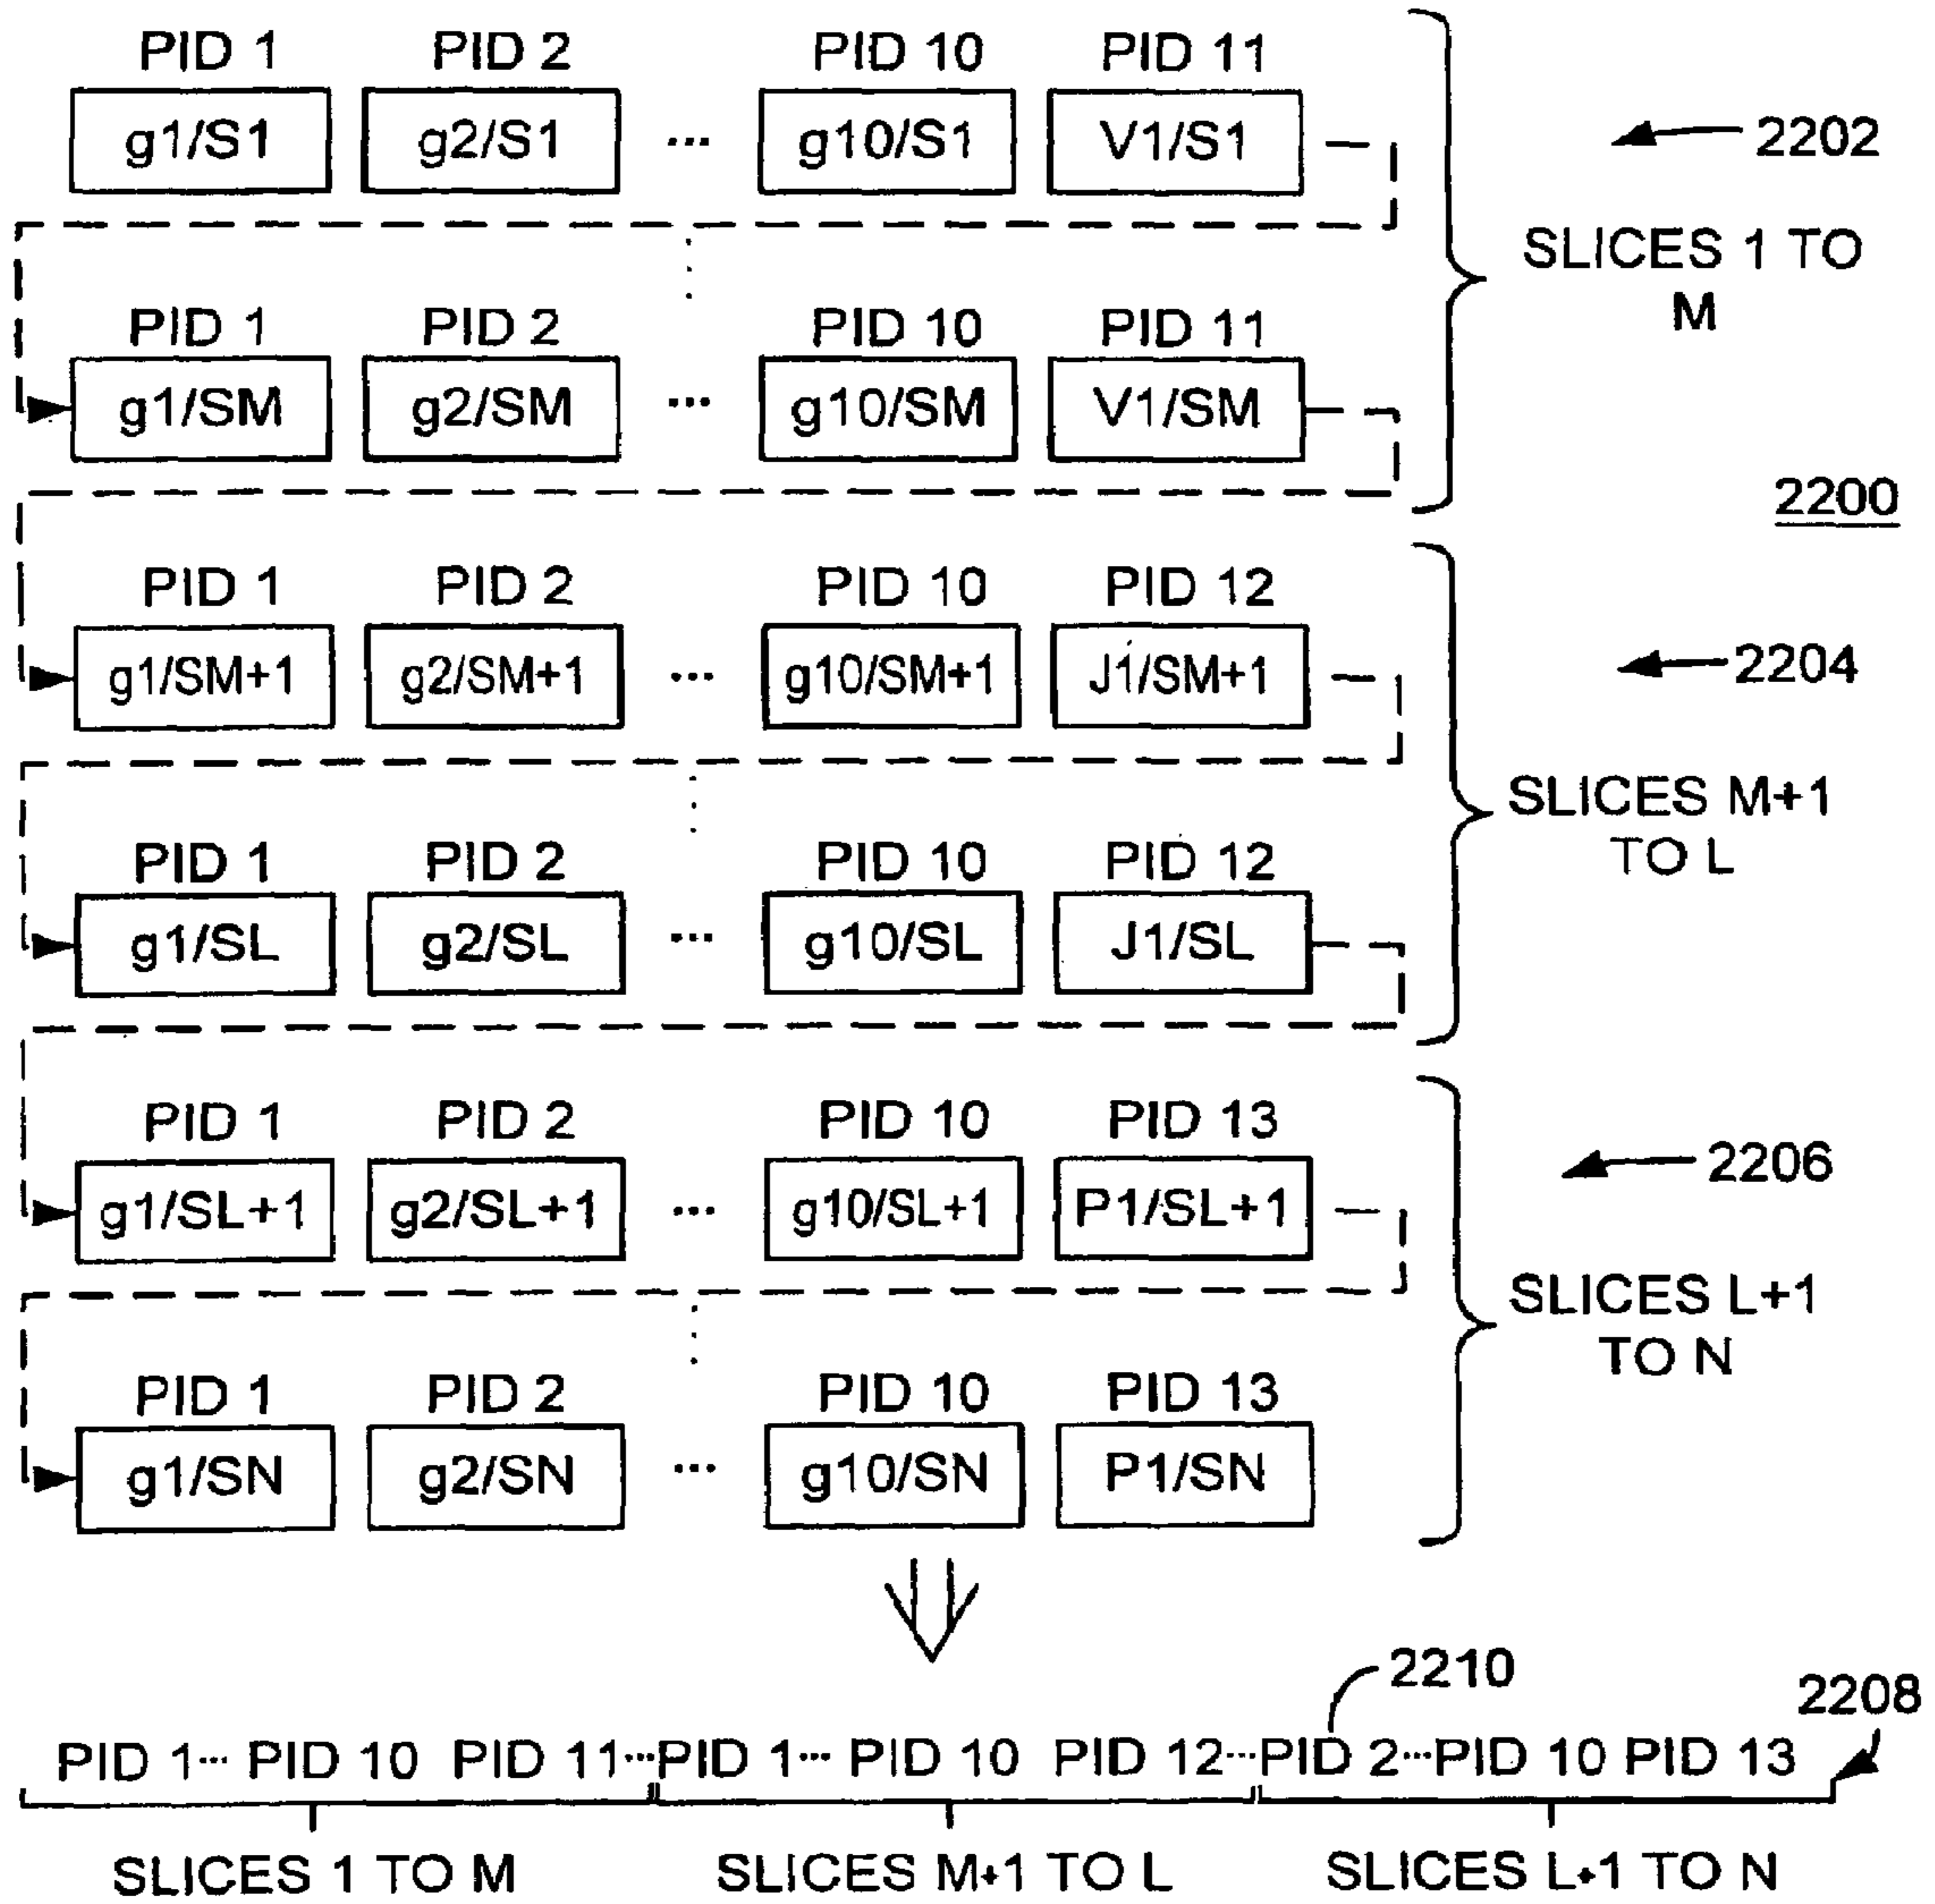 PID 1 PID 2 PID 10 PID 11
g1/S1 g2/S1 ... g10/S1 V1/S1
2202
SLICES 1 TO
M
PID 1 PID 2 PID 10 PID 11
g1/SM g2/SM ... g10/SM V1/SM
2200
PID 1 PID 2 PID 10 PID 12
g1/SM+1 g2/SM+1 ... g10/SM+1 J1/SM+1
2204
SLICES M+1
TO L
PID 1 PID 2 PID 10 PID 12
g1/SL g2/SL ... g10/SL J1/SL
PID 1 PID 2 PID 10 PID 13
g1/SL+1 g2/SL+1 ... g10/SL+1 P1/SL+1
2206
SLICES L+1
TO N
PID 1 PID 2 PID 10 PID 13
g1/SN g2/SN ... g10/SN P1/SN
2210
2208
PID 1... PID 10 PID 11...PID 1... PID 10 PID 12...PID 2...PID 10 PID 13
SLICES 1 TO M SLICES M+1 TO L SLICES L+1 TO N